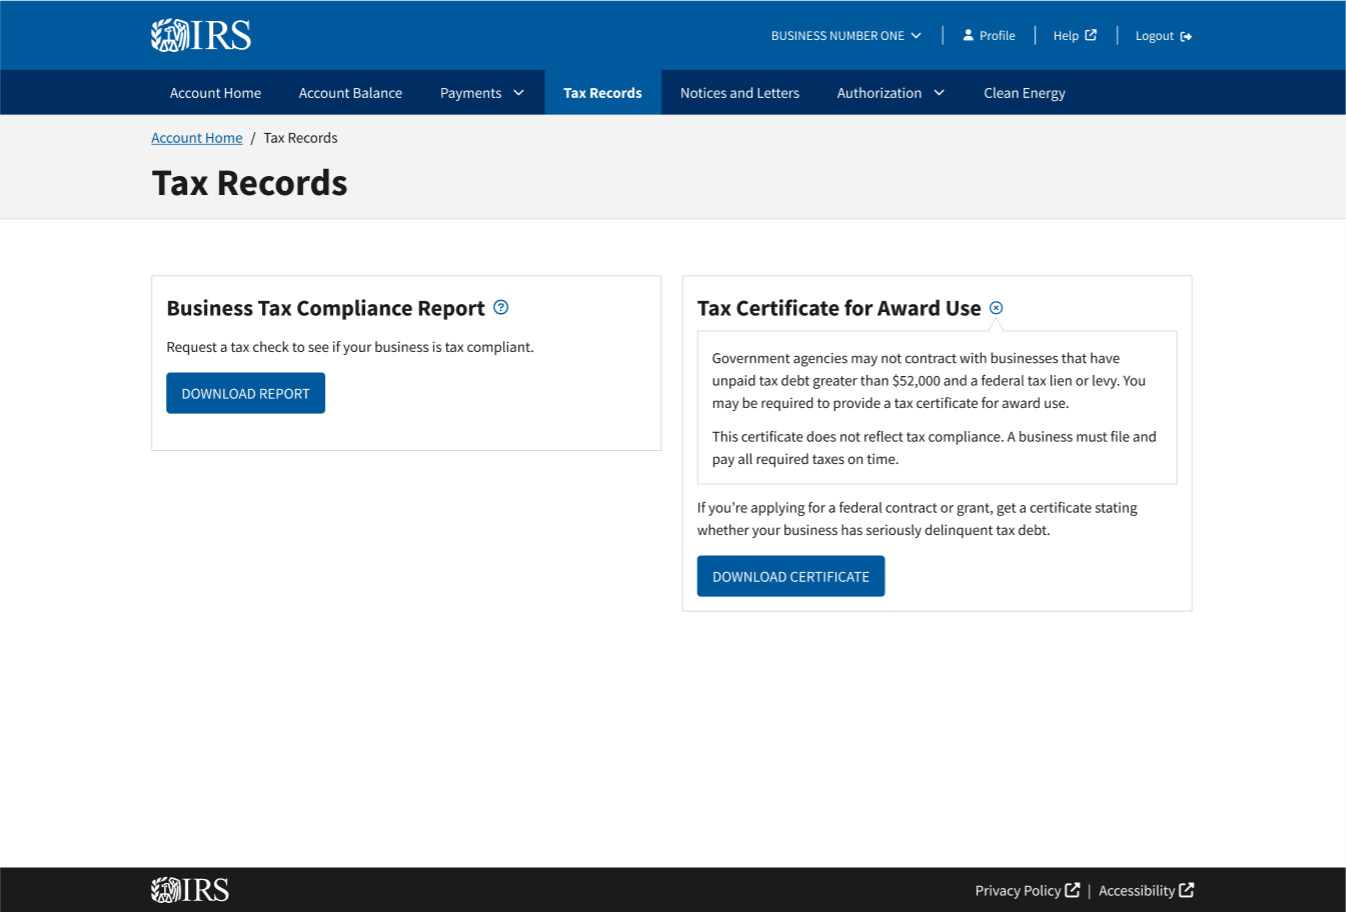 IRS
BUSINESS NUMBER ONE
Profile
Help
Logout
Account Home
Account Balance
Payments
Tax Records
Notices and Letters
Authorization
Clean Energy
Account Home / Tax Records
Tax Records
Business Tax Compliance Report
Request a tax check to see if your business is tax compliant.
DOWNLOAD REPORT
Tax Certificate for Award Use
Government agencies may not contract with businesses that have
unpaid tax debt greater than $52,000 and a federal tax lien or levy. You
may be required to provide a tax certificate for award use.
This certificate does not reflect tax compliance. A business must file and
pay all required taxes on time.
If you’re applying for a federal contract or grant, get a certificate stating
whether your business has seriously delinquent tax debt.
DOWNLOAD CERTIFICATE
IRS
Privacy Policy | Accessibility